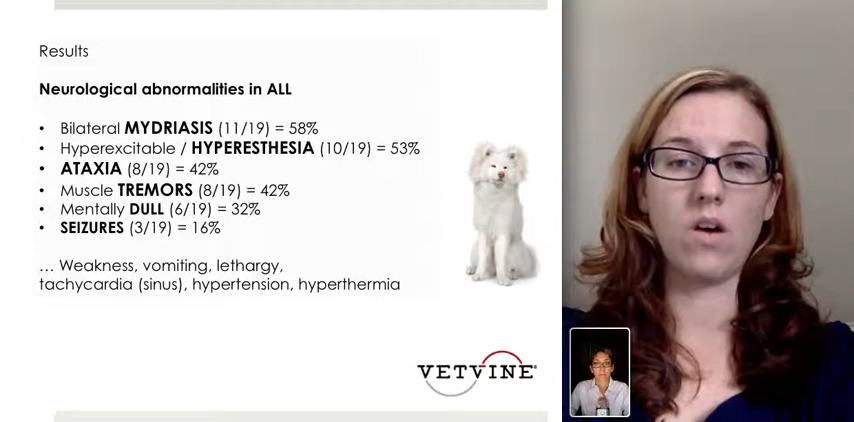 Results
Neurological abnormalities in ALL
• Bilateral MYDRIASIS (11/19) = 58%
• Hyperexcitable / HYPERESTHESIA (10/19) = 53%
• ATAXIA (8/19) = 42%
• Muscle TREMORS (8/19) = 42%
• Mentally DULL (6/19) = 32%
• SEIZURES (3/19) = 16%
... Weakness, vomiting, lethargy,
tachycardia (sinus), hypertension, hyperthermia
VETVINE®